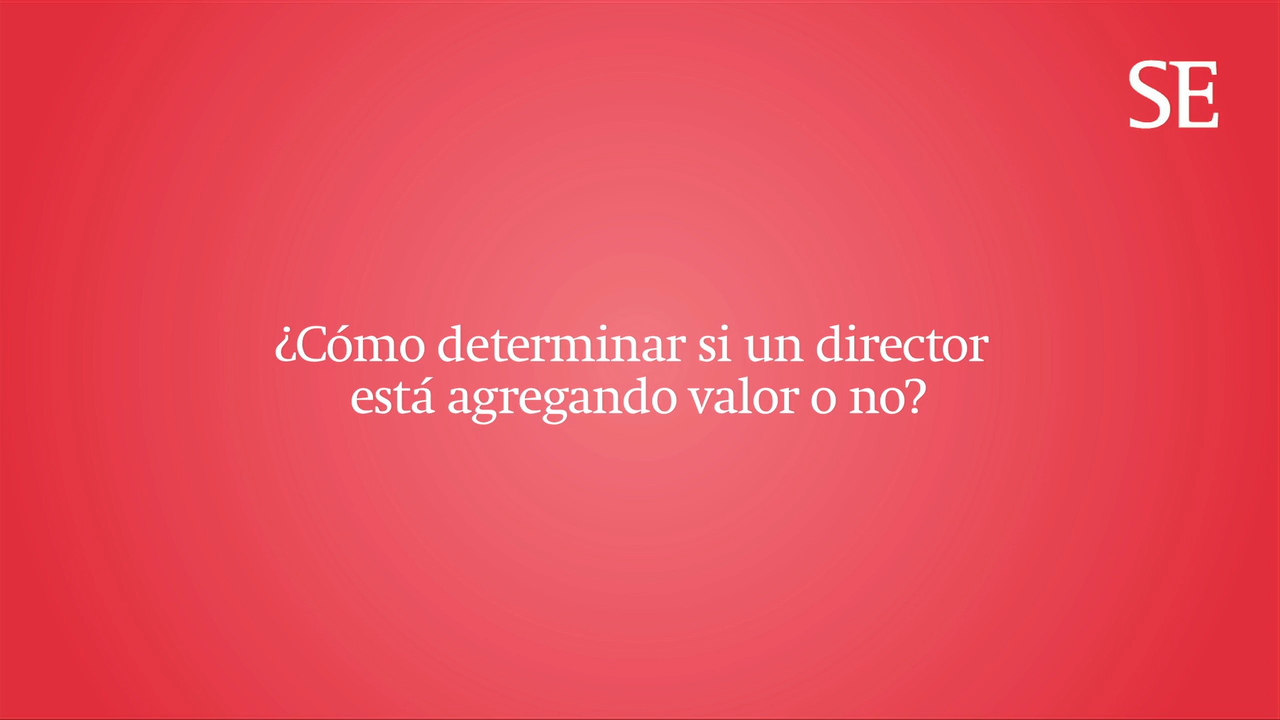 SE
¿Cómo determinar si un director
está agregando valor o no?